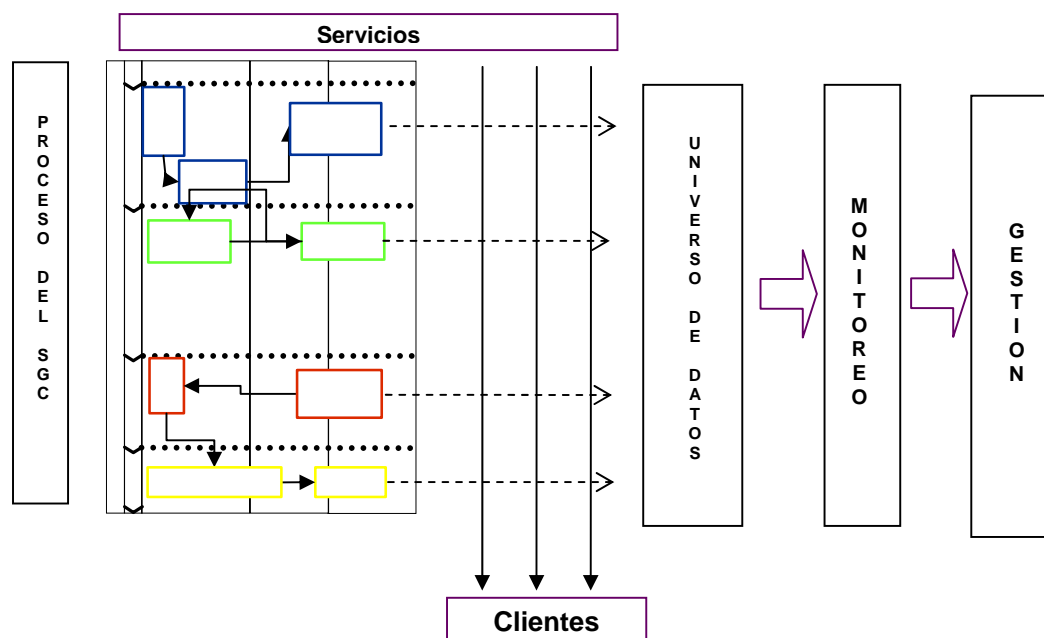 Servicios
PROCESO DEL SGC
UNIVERSO DE DATOS
MONITOREO
GESTION
Clientes